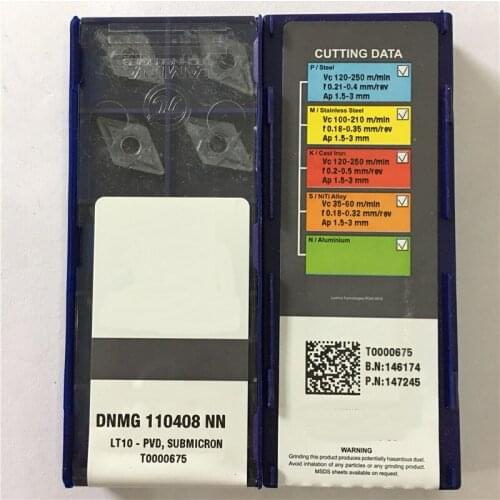 DNMG 110408 NN
LT10 - PVD, SUBMICRON
T0000675
CUTTING DATA
P / Steel
Vc 120-250 m/min
f 0.21-0.4 mm/rev
Ap 1.5-3 mm
M / Stainless Steel
Vc 100-210 m/min
f 0.18-0.35 mm/rev
Ap 1.5-3 mm
K / Cast Iron
Vc 120-250 m/min
f 0.2-0.5 mm/rev
Ap 1.5-3 mm
S / NiTi Alloy
Vc 35-60 m/min
f 0.18-0.32 mm/rev
Ap 1.5-3 mm
N / Aluminium
T0000675
B.N: 146174
P.N: 147245
WARNING
Grinding this product produces potentially hazardous dust.
Avoid inhalation of any particles or any grinding product.
MSDS sheets available on request.